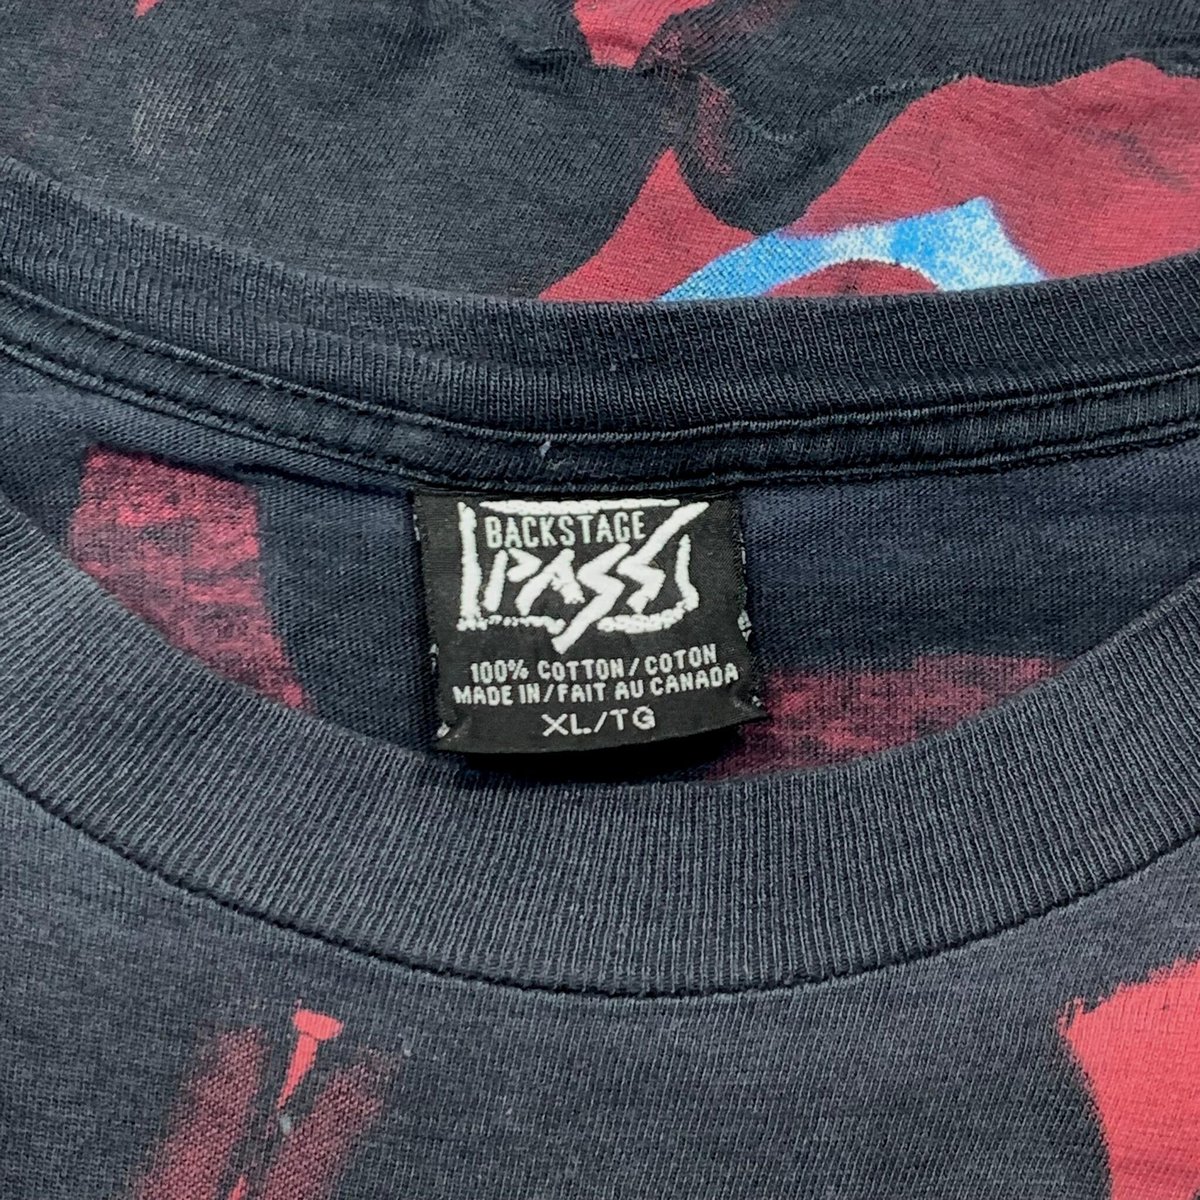 BACKSTAGE
PASS
100% COTTON/COTON
MADE IN/FAIT AU CANADA
XL/TG